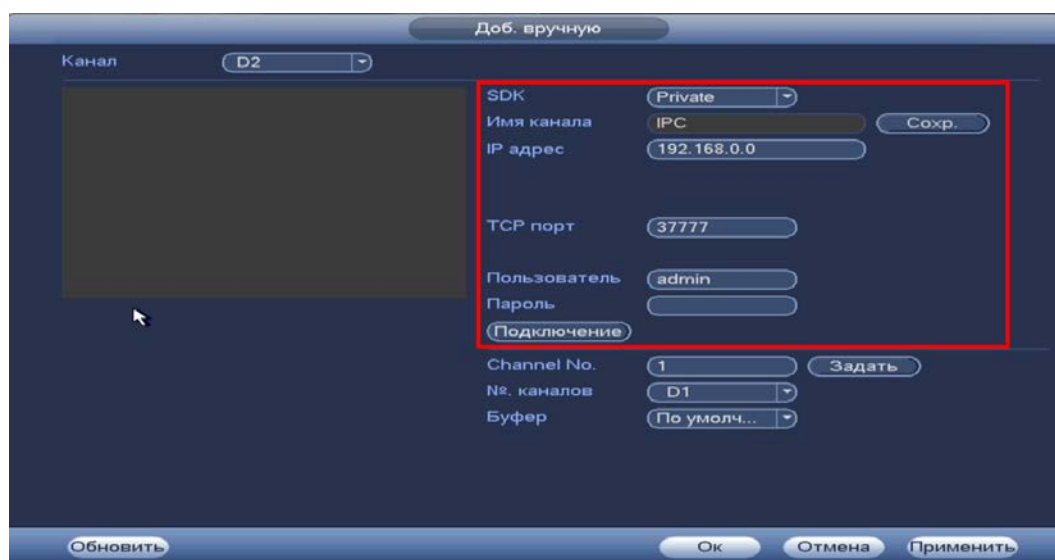 Доб. вручную
Канал D2
SDK Private
Имя канала IPC Сохр.
IP адрес 192.168.0.0
TCP порт 37777
Пользователь admin
Пароль
Подключение
Channel No. 1 Задать
№. каналов D1
Буфер По умолч...
Обновить Ок Отмена Применить